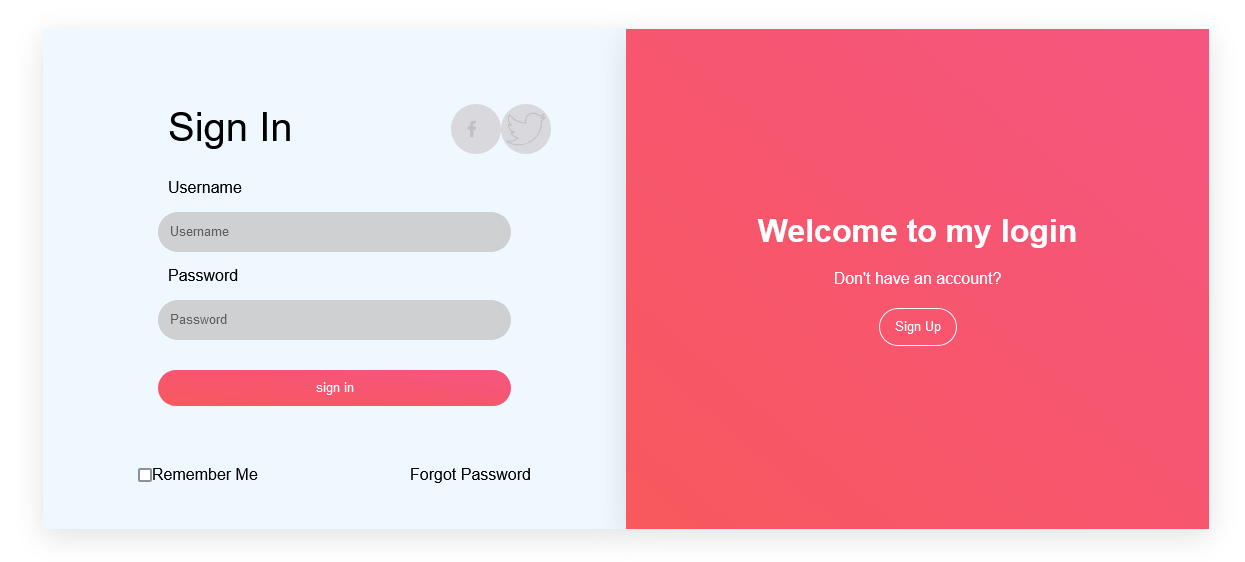 Sign In
Username
Username
Password
Password
sign in
Remember Me
Forgot Password
Welcome to my login
Don't have an account?
Sign Up